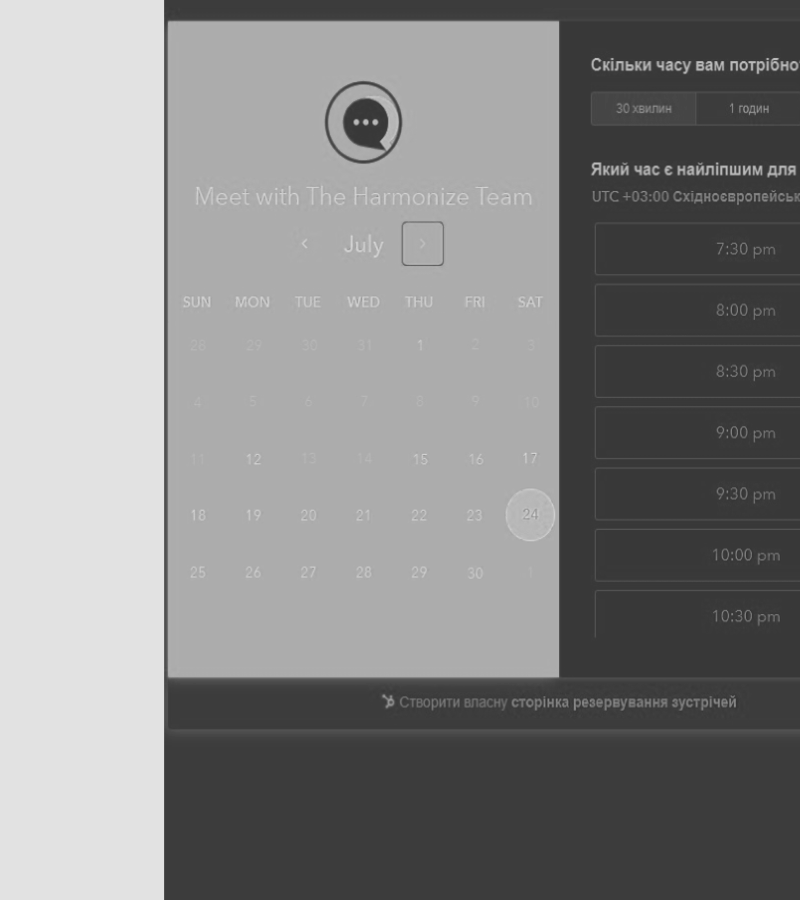 Meet with The Harmonize Team
July
SUN MON TUE WED THU FRI SAT
28 29 30 31 1 2 3
4 5 6 7 8 9 10
11 12 13 14 15 16 17
18 19 20 21 22 23 24
25 26 27 28 29 30 1
Скільки часу вам потрібно
30 хвилин 1 годин
Який час є найліпшим для
UTC +03:00
7:30 pm
8:00 pm
8:30 pm
9:00 pm
9:30 pm
10:00 pm
10:30 pm
Створити власну сторінка резервування зустрічей